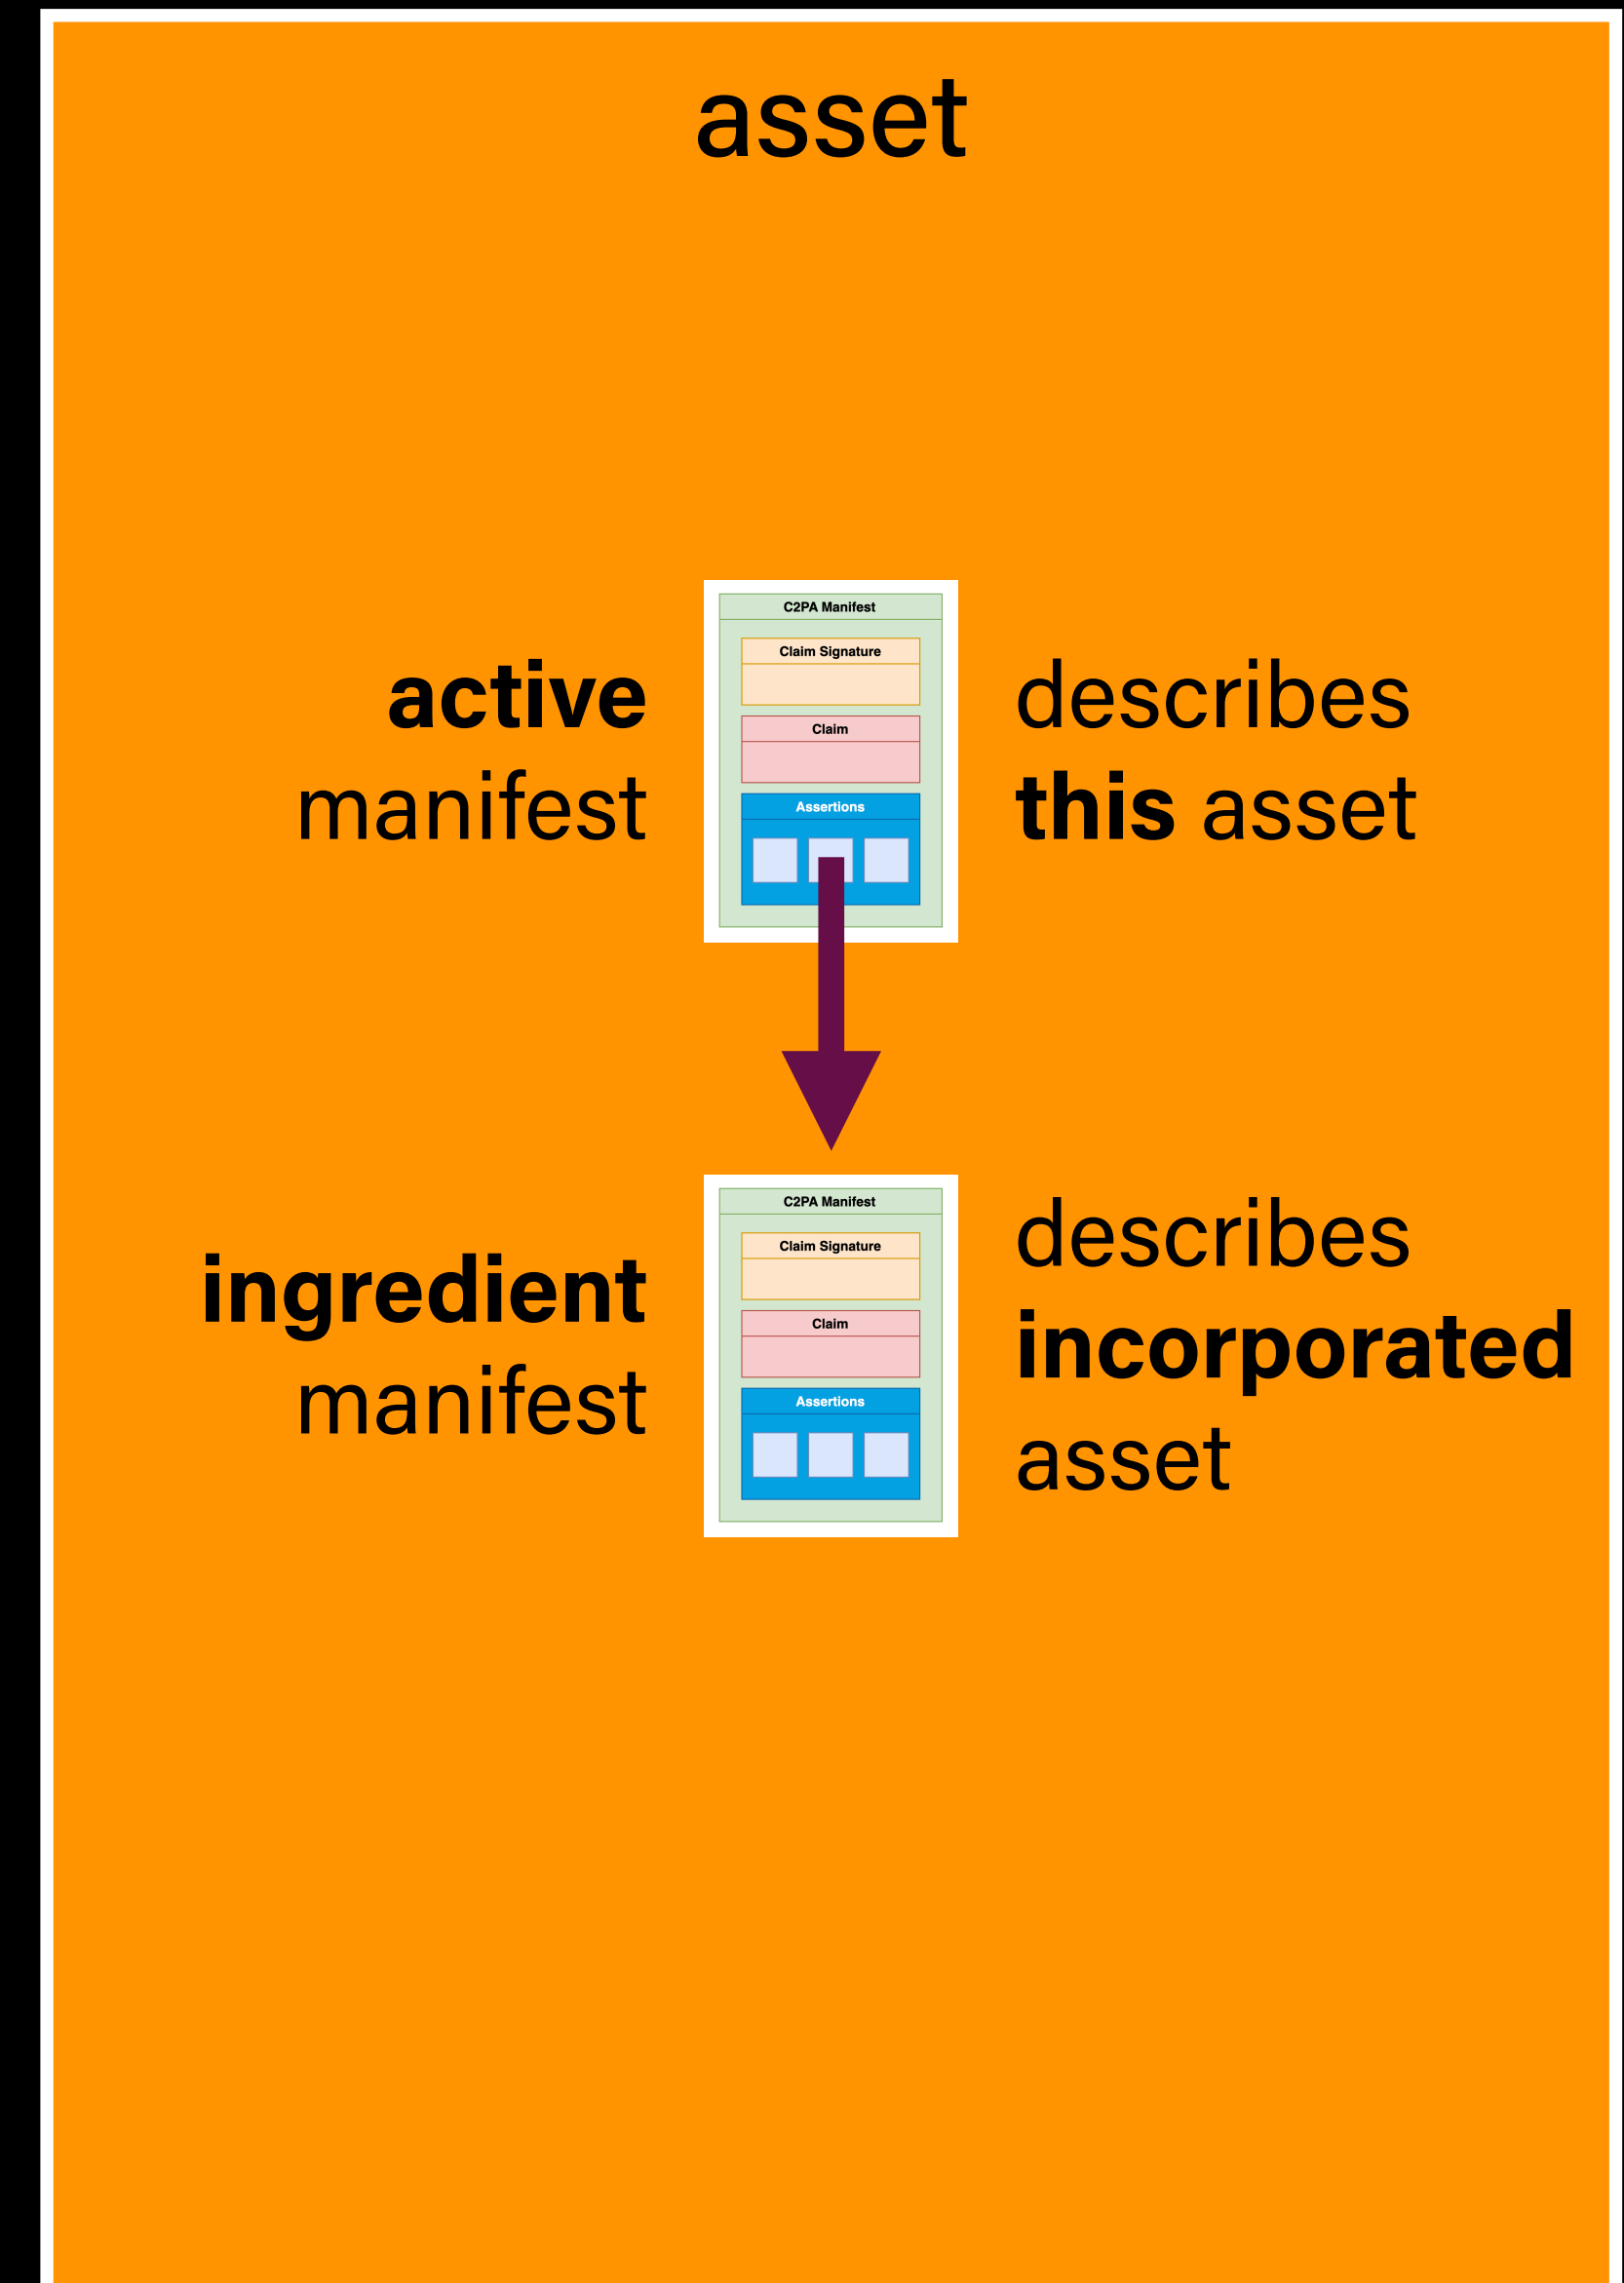 asset
active
manifest
C2PA Manifest
Claim Signature
Claim
Assertions
describes
this asset
ingredient
manifest
C2PA Manifest
Claim Signature
Claim
Assertions
describes
incorporated
asset